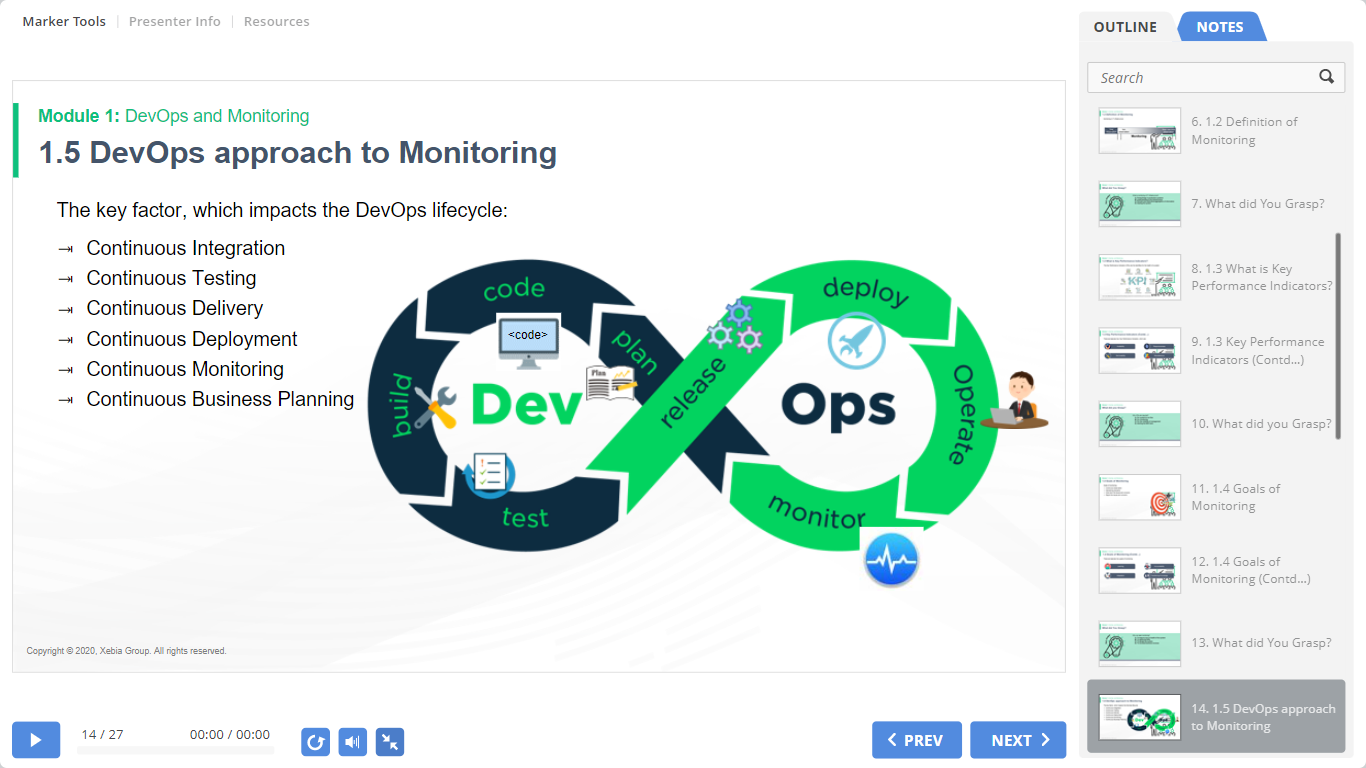 Marker Tools
Presenter Info
Resources
OUTLINE
NOTES
Search
Module 1: DevOps and Monitoring
1.5 DevOps approach to Monitoring
The key factor, which impacts the DevOps lifecycle:
→ Continuous Integration
→ Continuous Testing
→ Continuous Delivery
→ Continuous Deployment
→ Continuous Monitoring
→ Continuous Business Planning
code
<code>
plan
Plan
build
Dev
test
release
deploy
Ops
Operate
monitor
Copyright © 2020, Xebia Group. All rights reserved.
6. 1.2 Definition of
Monitoring
7. What did You Grasp?
8. 1.3 What is Key
Performance Indicators?
KPI
9. 1.3 Key Performance
Indicators (Contd...)
10. What did you Grasp?
11. 1.4 Goals of
Monitoring
12. 1.4 Goals of
Monitoring (Contd...)
13. What did You Grasp?
14. 1.5 DevOps approach
to Monitoring
14 / 27
00:00 / 00:00
PREV
NEXT